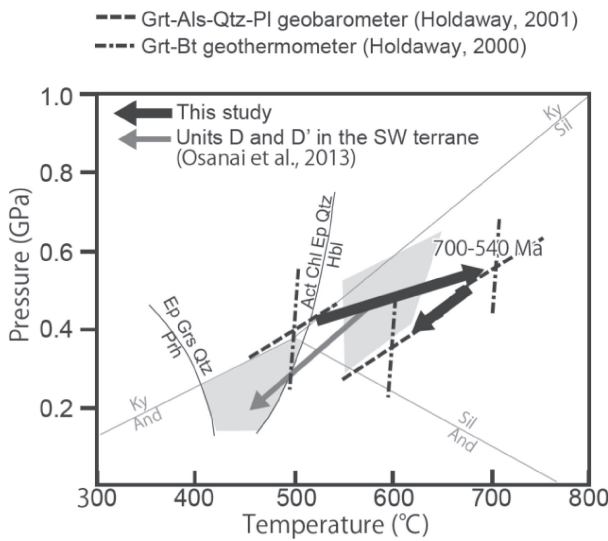 Grt-Als-Qtz-Pl geobarometer (Holdaway, 2001)
Grt-Bt geothermometer (Holdaway, 2000)
1.0
0.8
0.6
0.4
0.2
Pressure (GPa)
This study
Units D and D' in the SW terrane
(Osanai et al., 2013)
Ky
Sil
700-540 Ma
Act Chl Ep Qtz
Hbl
Ep Grs Qtz
Prh
Ky
And
Sil
And
300
400
500
600
700
800
Temperature (℃)